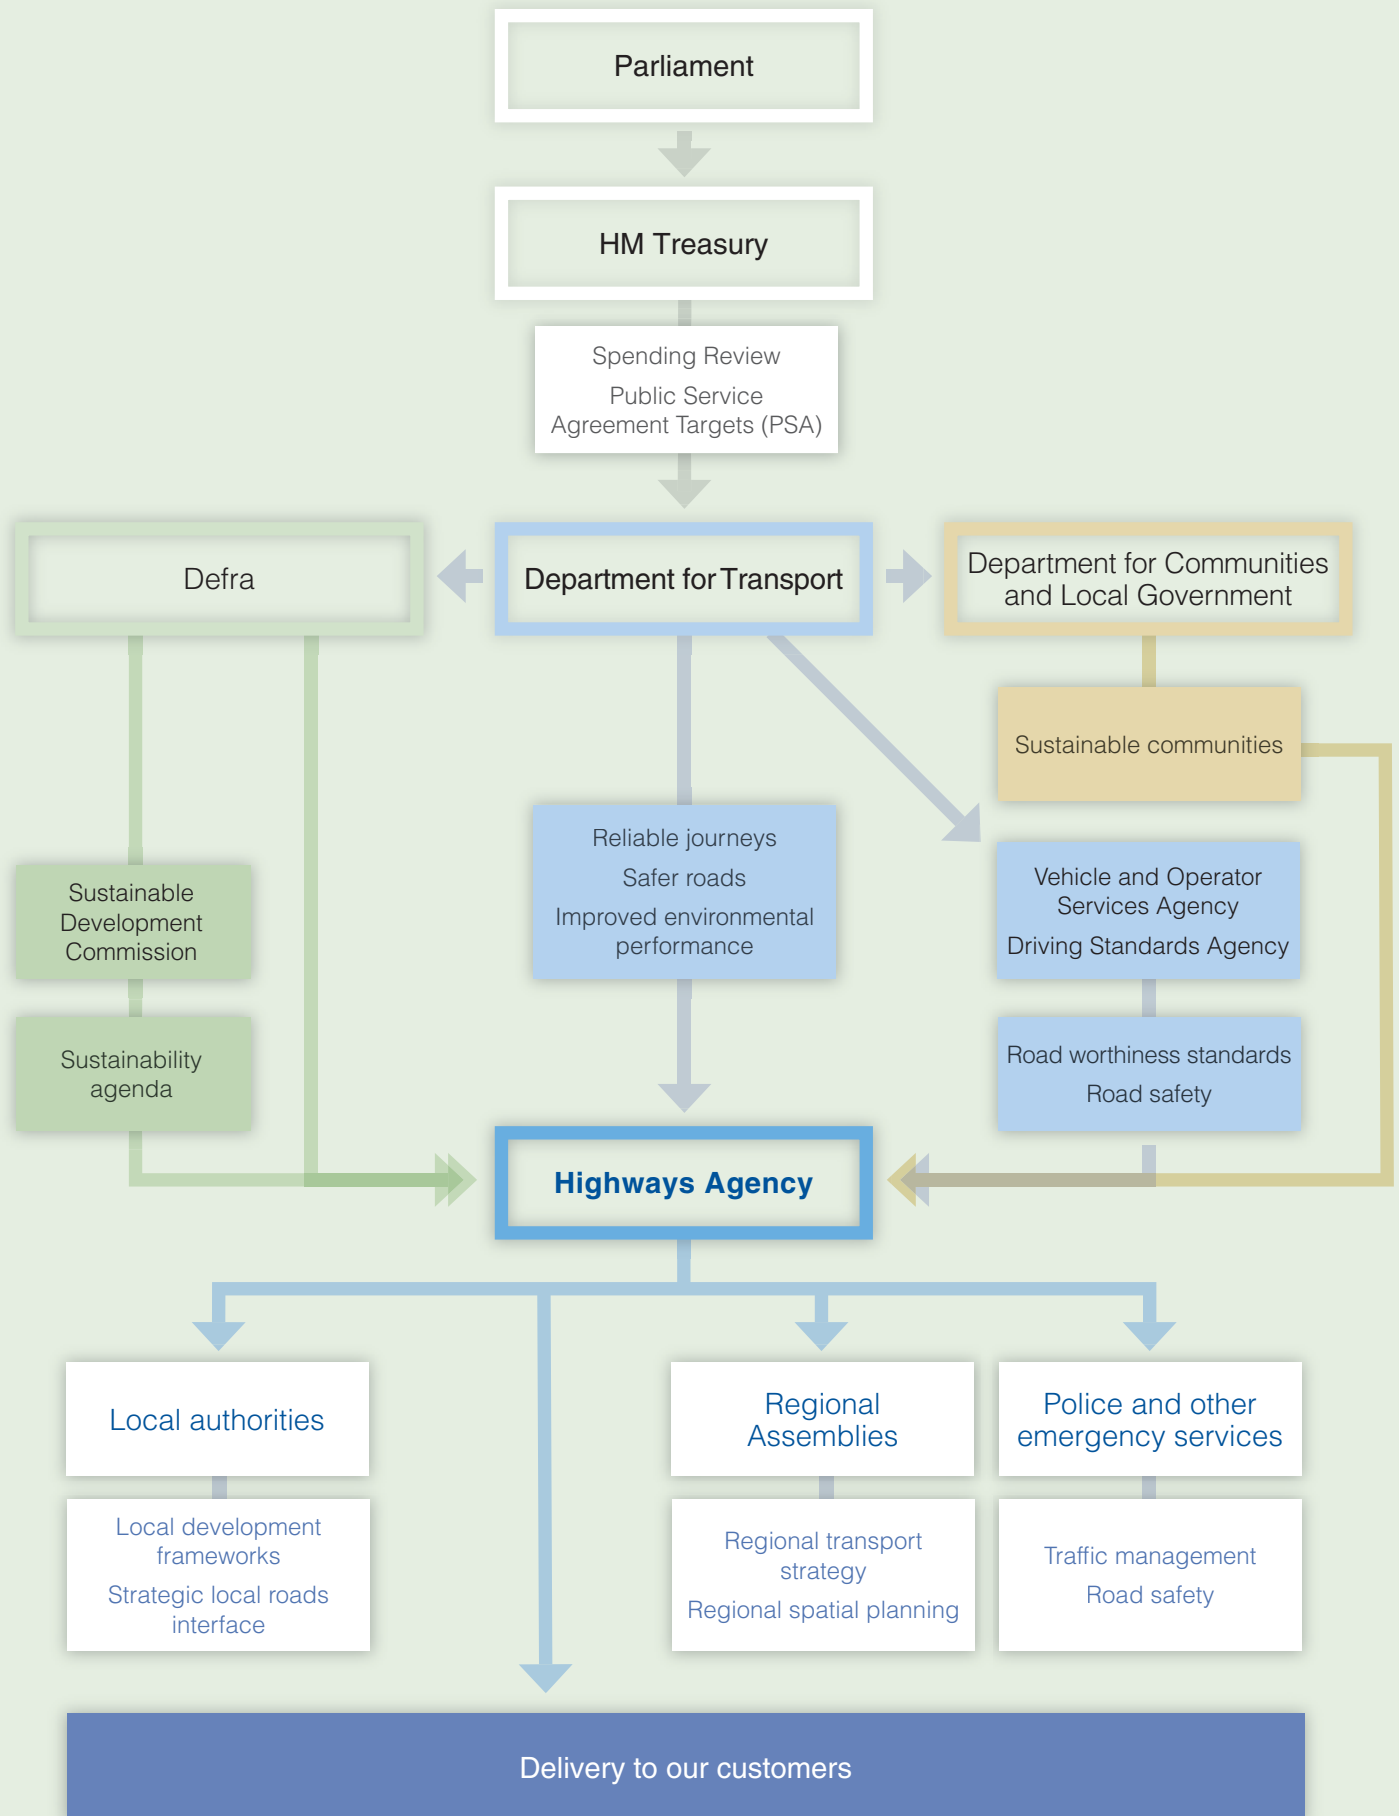 Parliament
HM Treasury
Spending Review
Public Service
Agreement Targets (PSA)
Defra
Department for Transport
Department for Communities
and Local Government
Sustainable communities
Reliable journeys
Safer roads
Improved environmental
performance
Vehicle and Operator
Services Agency
Driving Standards Agency
Sustainable
Development
Commission
Sustainability
agenda
Road worthiness standards
Road safety
Highways Agency
Local authorities
Regional
Assemblies
Police and other
emergency services
Local development
frameworks
Strategic local roads
interface
Regional transport
strategy
Regional spatial planning
Traffic management
Road safety
Delivery to our customers